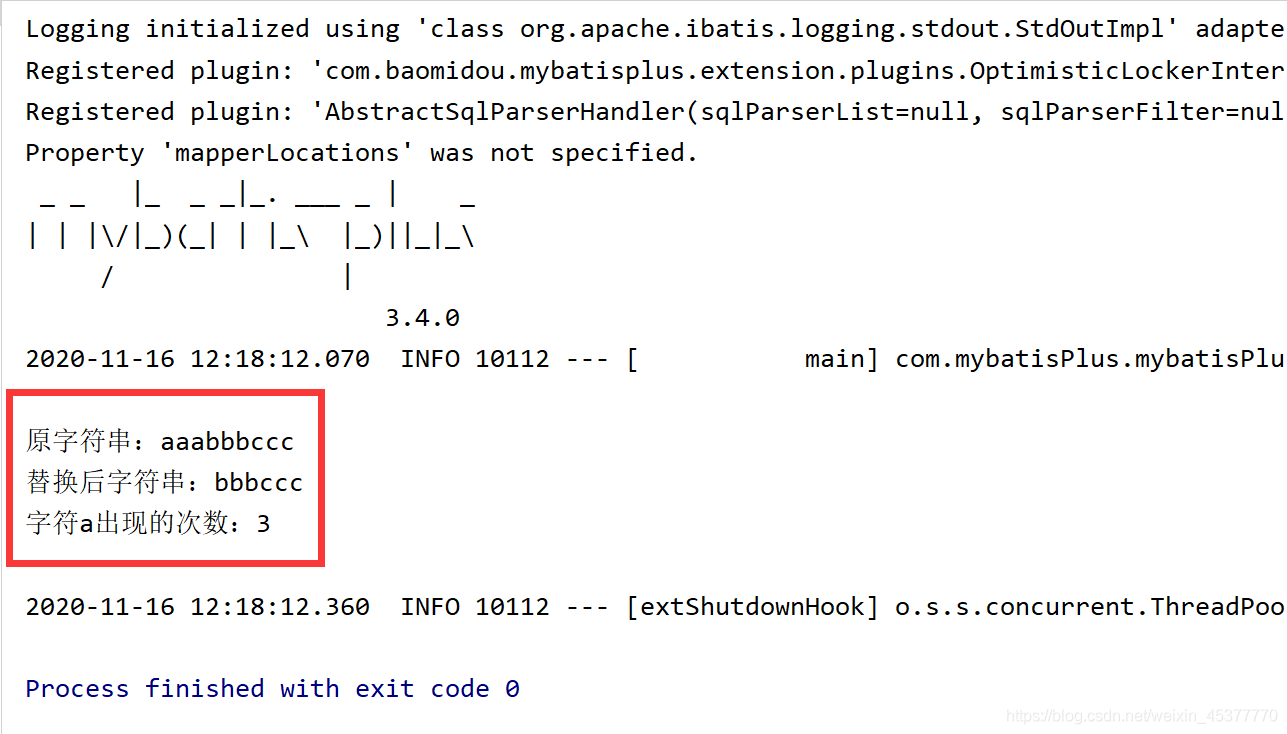 Logging initialized using 'class org.apache.ibatis.logging.stdout.StdOutImpl' adapte
Registered plugin: 'com.baomidou.mybatisplus.extension.plugins.OptimisticLockerInter
Registered plugin: 'AbstractSqlParserHandler(sqlParserList=null, sqlParserFilter=nul
Property 'mapperLocations' was not specified.
 _ _   |_  _ _|_. ___ _ |    _
| | |\/|_)(_| | |_\  |_)||_|_\
     /               |
                        3.4.0
2020-11-16 12:18:12.070  INFO 10112 --- [           main] com.mybatisPlus.mybatisPlu
原字符串：aaabbbccc
替换后字符串：bbbccc
字符a出现的次数：3
2020-11-16 12:18:12.360  INFO 10112 --- [extShutdownHook] o.s.s.concurrent.ThreadPoo
Process finished with exit code 0
https://blog.csdn.net/weixin_45377770